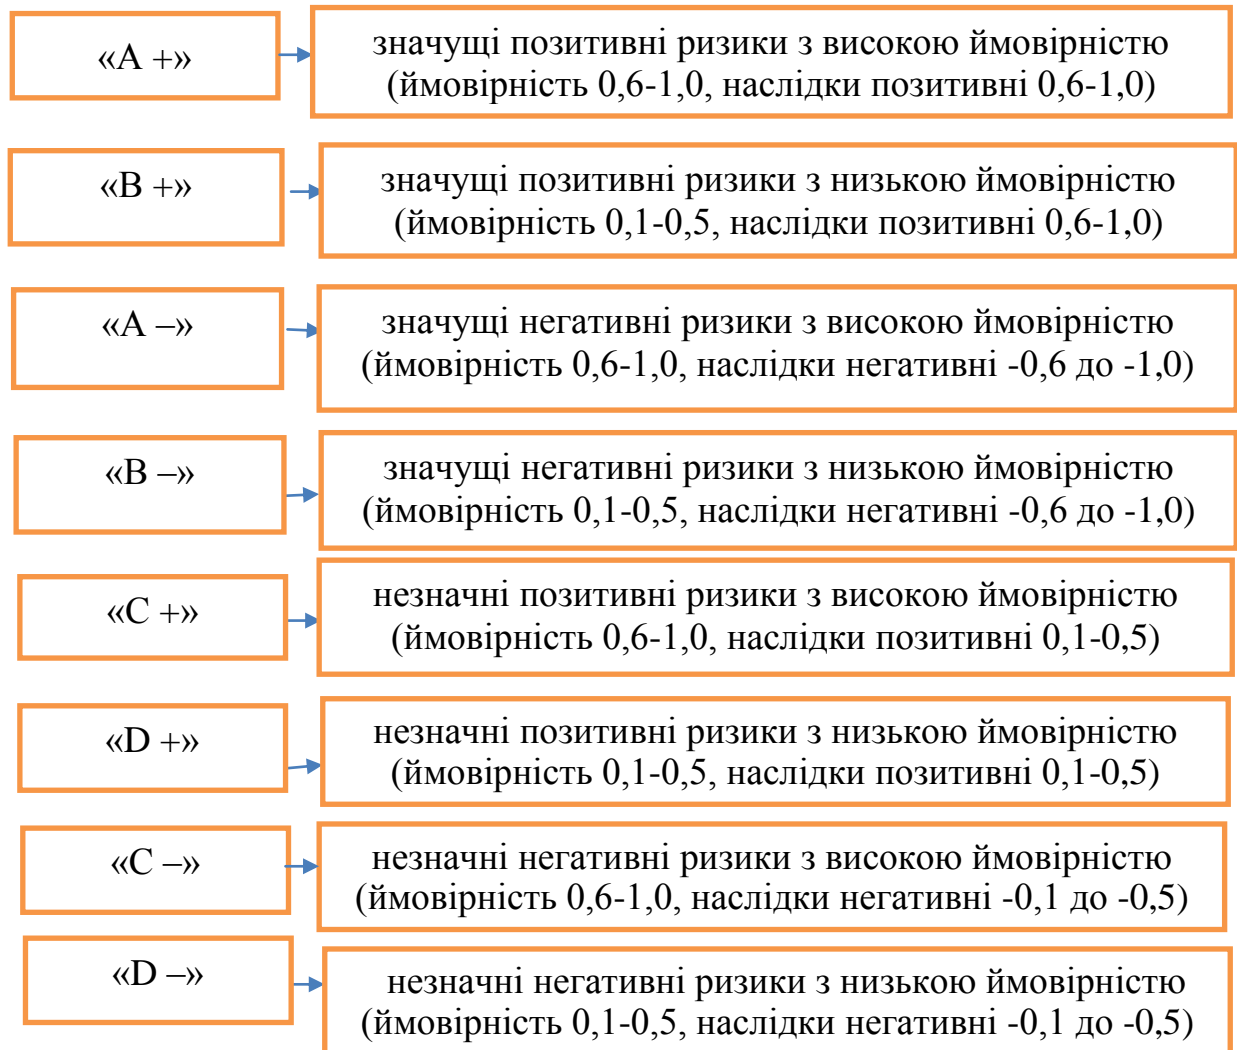 «А +»
значущі позитивні ризики з високою ймовірністю
(ймовірність 0,6-1,0, наслідки позитивні 0,6-1,0)
«В +»
значущі позитивні ризики з низькою ймовірністю
(ймовірність 0,1-0,5, наслідки позитивні 0,6-1,0)
«А –»
значущі негативні ризики з високою ймовірністю
(ймовірність 0,6-1,0, наслідки негативні -0,6 до -1,0)
«В –»
значущі негативні ризики з низькою ймовірністю
(ймовірність 0,1-0,5, наслідки негативні -0,6 до -1,0)
«С +»
незначні позитивні ризики з високою ймовірністю
(ймовірність 0,6-1,0, наслідки позитивні 0,1-0,5)
«D +»
незначні позитивні ризики з низькою ймовірністю
(ймовірність 0,1-0,5, наслідки позитивні 0,1-0,5)
«С –»
незначні негативні ризики з високою ймовірністю
(ймовірність 0,6-1,0, наслідки негативні -0,1 до -0,5)
«D –»
незначні негативні ризики з низькою ймовірністю
(ймовірність 0,1-0,5, наслідки негативні -0,1 до -0,5)